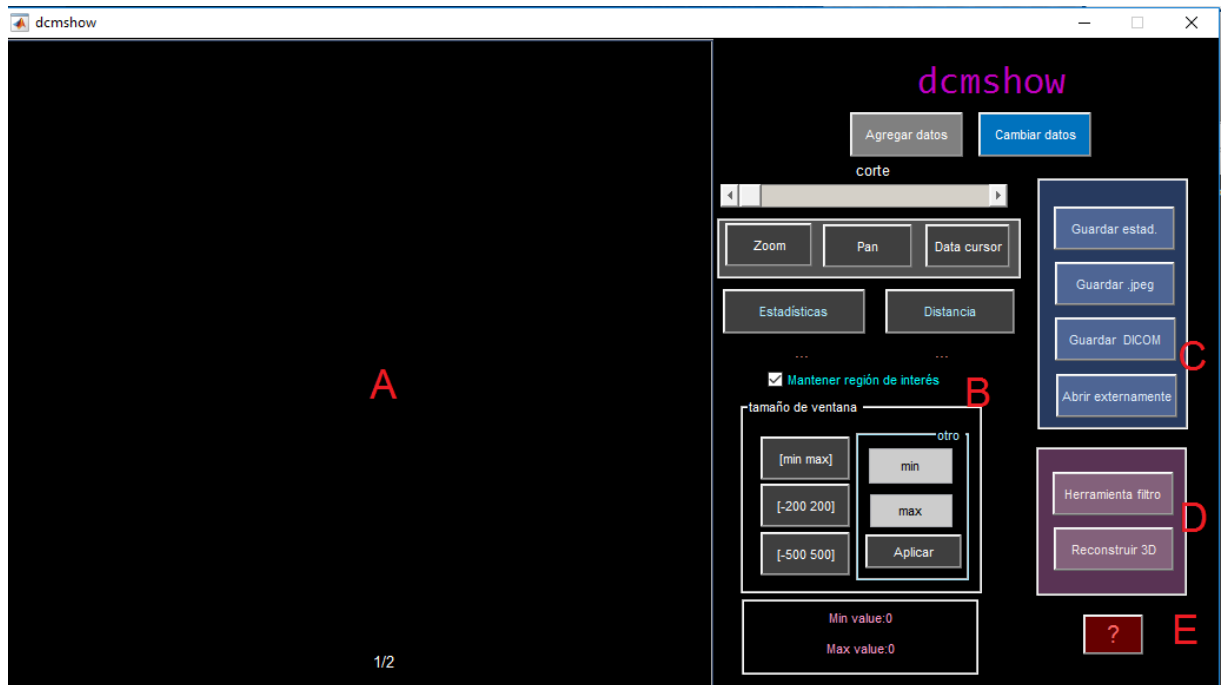 dcmshow
dcmshow
Agregar datos
Cambiar datos
corte
Zoom
Pan
Data cursor
Estadísticas
Distancia
...
...
Mantener región de interés
tamaño de ventana
[min max]
[-200 200]
[-500 500]
otro
min
max
Aplicar
Min value:0
Max value:0
Guardar estad.
Guardar .jpeg
Guardar DICOM
Abrir externamente
Herramienta filtro
Reconstruir 3D
?
A
B
C
D
E
1/2